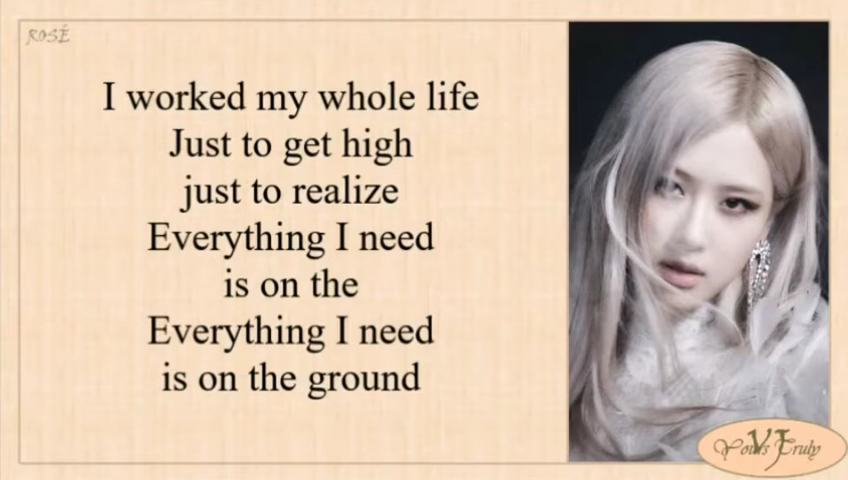 ROSÉ
I worked my whole life
Just to get high
just to realize
Everything I need
is on the
Everything I need
is on the ground
VJ
Yours Truly